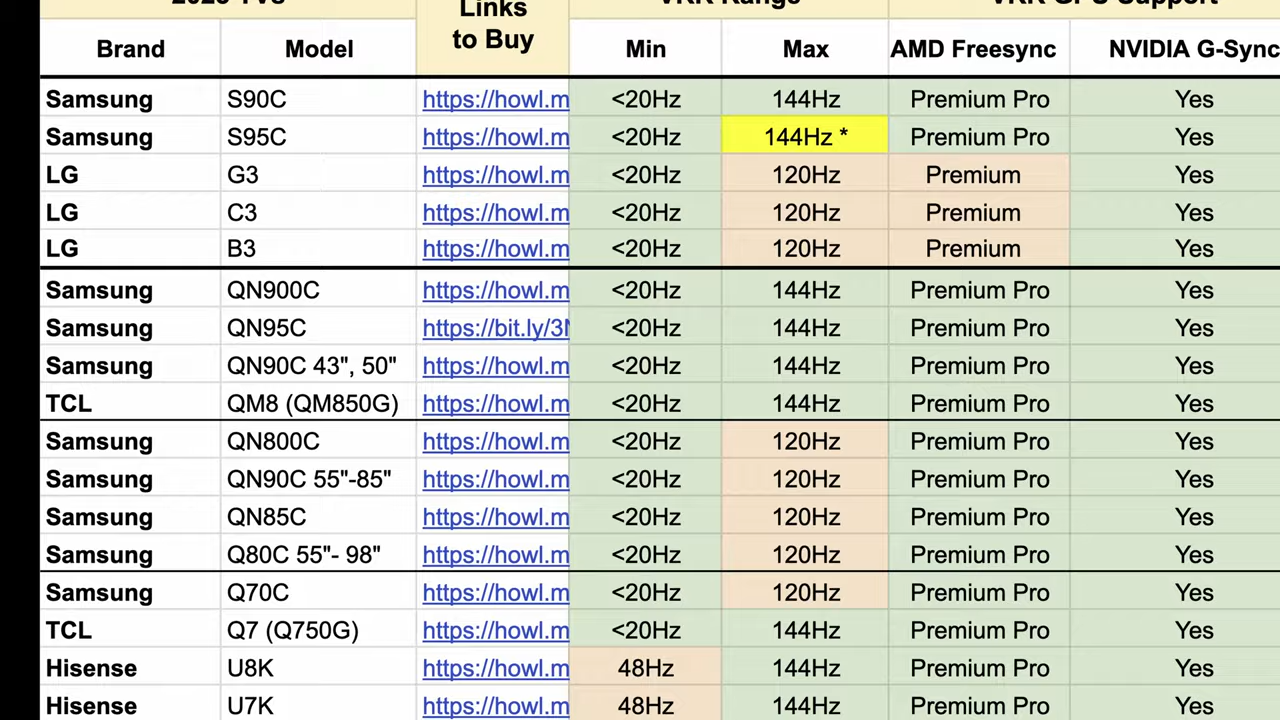 2023 TVs Links to Buy VRR Range VRR GPU Support
Brand Model Min Max AMD Freesync NVIDIA G-Sync
Samsung S90C https://howl.m <20Hz 144Hz Premium Pro Yes
Samsung S95C https://howl.m <20Hz 144Hz * Premium Pro Yes
LG G3 https://howl.m <20Hz 120Hz Premium Yes
LG C3 https://howl.m <20Hz 120Hz Premium Yes
LG B3 https://howl.m <20Hz 120Hz Premium Yes
Samsung QN900C https://howl.m <20Hz 144Hz Premium Pro Yes
Samsung QN95C https://bit.ly/3N <20Hz 144Hz Premium Pro Yes
Samsung QN90C 43", 50" https://howl.m <20Hz 144Hz Premium Pro Yes
TCL QM8 (QM850G) https://howl.m <20Hz 144Hz Premium Pro Yes
Samsung QN800C https://howl.m <20Hz 120Hz Premium Pro Yes
Samsung QN90C 55"-85" https://howl.m <20Hz 120Hz Premium Pro Yes
Samsung QN85C https://howl.m <20Hz 120Hz Premium Pro Yes
Samsung Q80C 55"- 98" https://howl.m <20Hz 120Hz Premium Pro Yes
Samsung Q70C https://howl.m <20Hz 120Hz Premium Pro Yes
TCL Q7 (Q750G) https://howl.m <20Hz 144Hz Premium Pro Yes
Hisense U8K https://howl.m 48Hz 144Hz Premium Pro Yes
Hisense U7K https://howl.m 48Hz 144Hz Premium Pro Yes